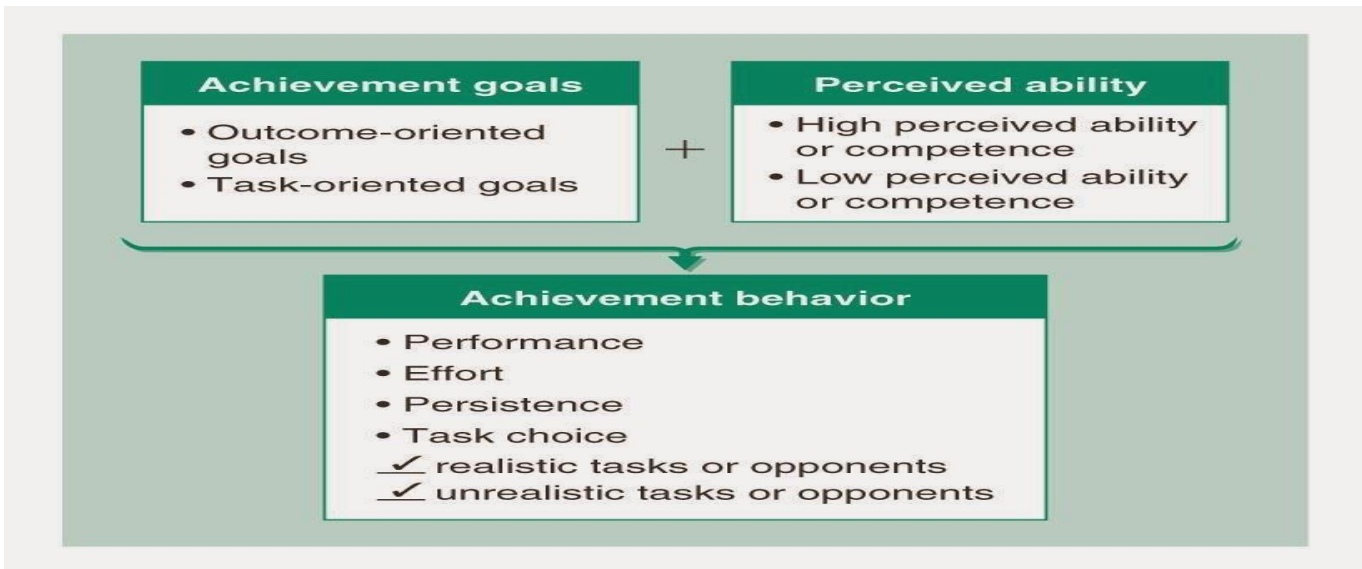 Achievement goals
• Outcome-oriented
goals
• Task-oriented goals
+
Perceived ability
• High perceived ability
or competence
• Low perceived ability
or competence
Achievement behavior
• Performance
• Effort
• Persistence
• Task choice
✓ realistic tasks or opponents
✓ unrealistic tasks or opponents